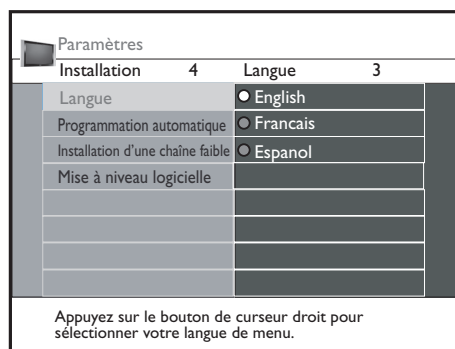 Paramètres
Installation 4 Langue 3
Langue English
Programmation automatique Francais
Installation d'une chaîne faible Espanol
Mise à niveau logicielle
Appuyez sur le bouton de curseur droit pour
sélectionner votre langue de menu.